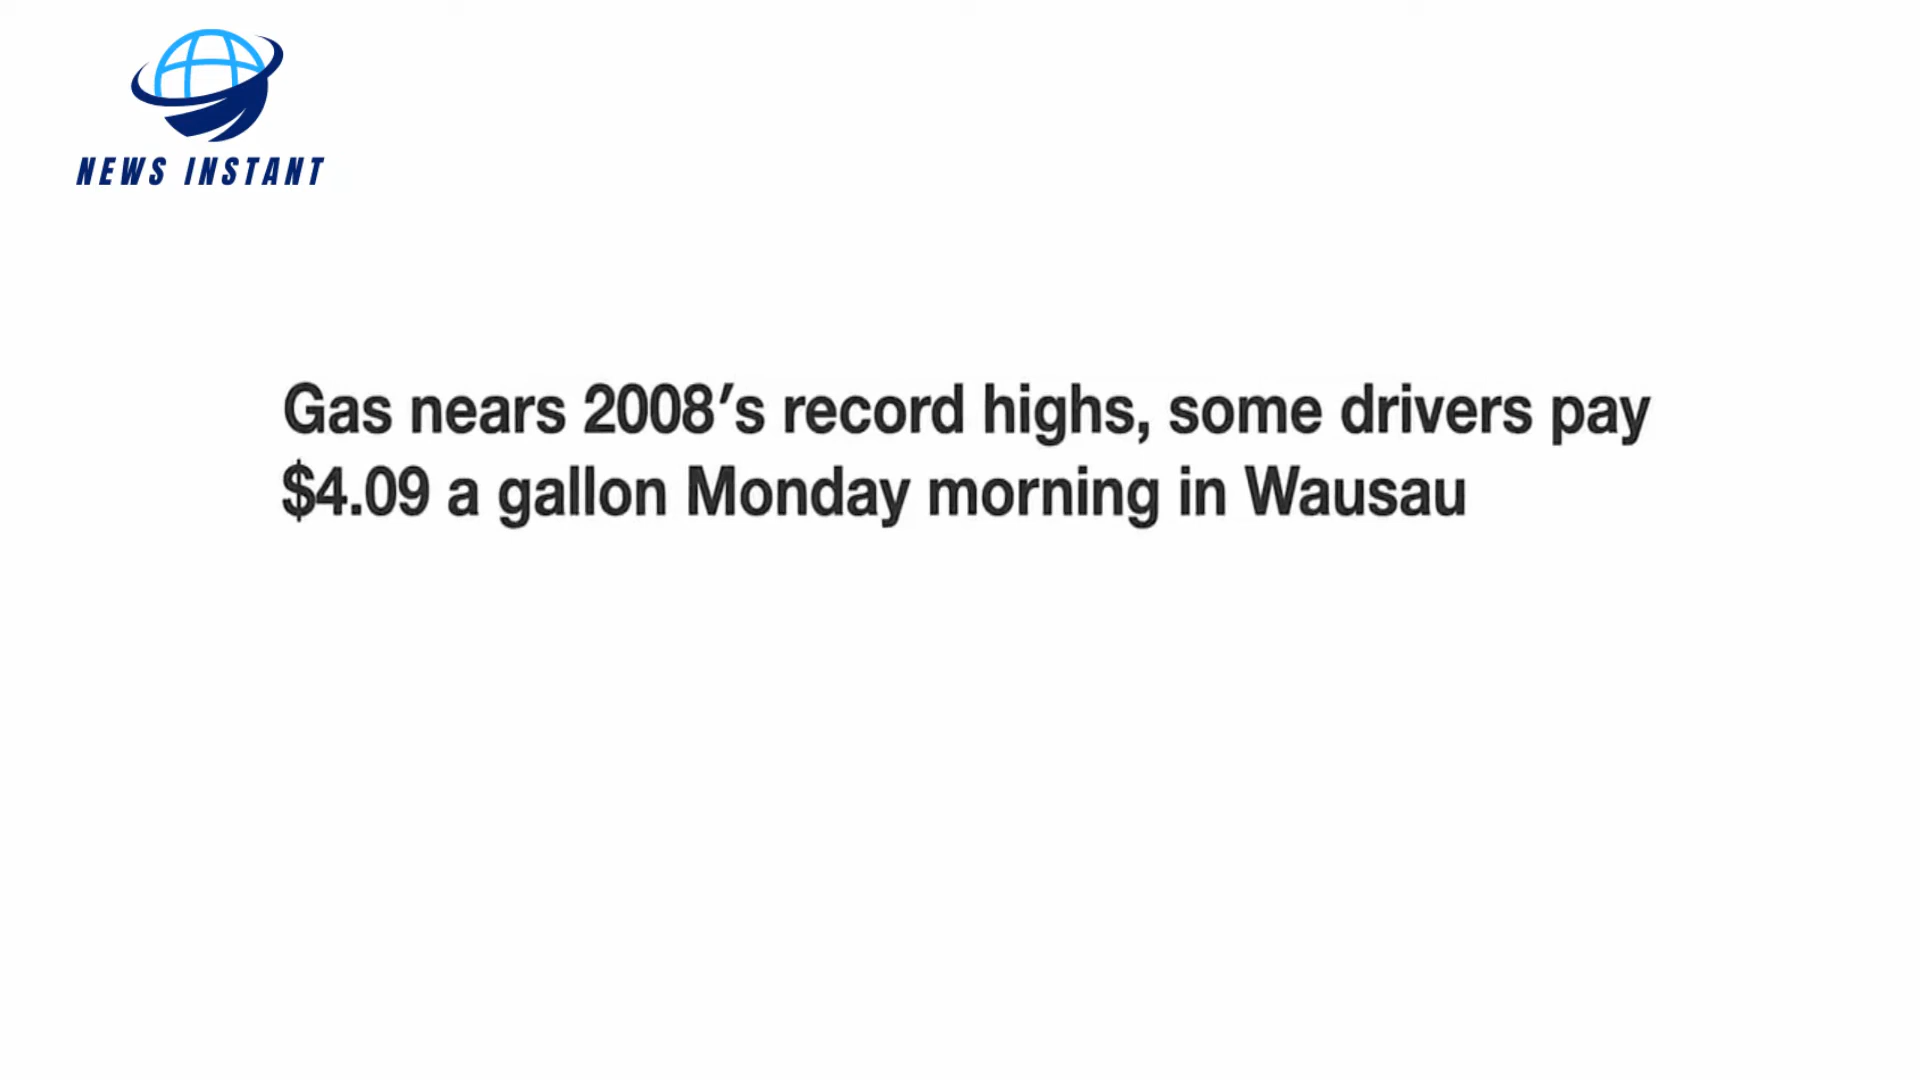 NEWS INSTANT
Gas nears 2008′s record highs, some drivers pay
$4.09 a gallon Monday morning in Wausau